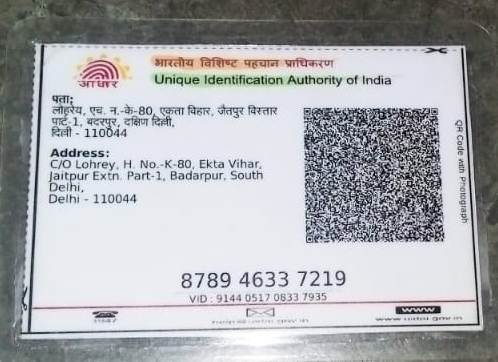 आधार
भारतीय विशिष्ट पहचान प्राधिकरण
Unique Identification Authority of India
पता:
लौहरेय, एच. न.-के-80, एकता विहार, जैतपुर विस्तार
पार्ट-1, बदरपुर, दक्षिण दिल्ली,
दिल्ली - 110044
Address:
C/O Lohrey, H. No.-K-80, Ekta Vihar,
Jaitpur Extn. Part-1, Badarpur, South
Delhi,
Delhi - 110044
QR Code with Photograph
8789 4633 7219
VID : 9144 0517 0833 7935
1947
www